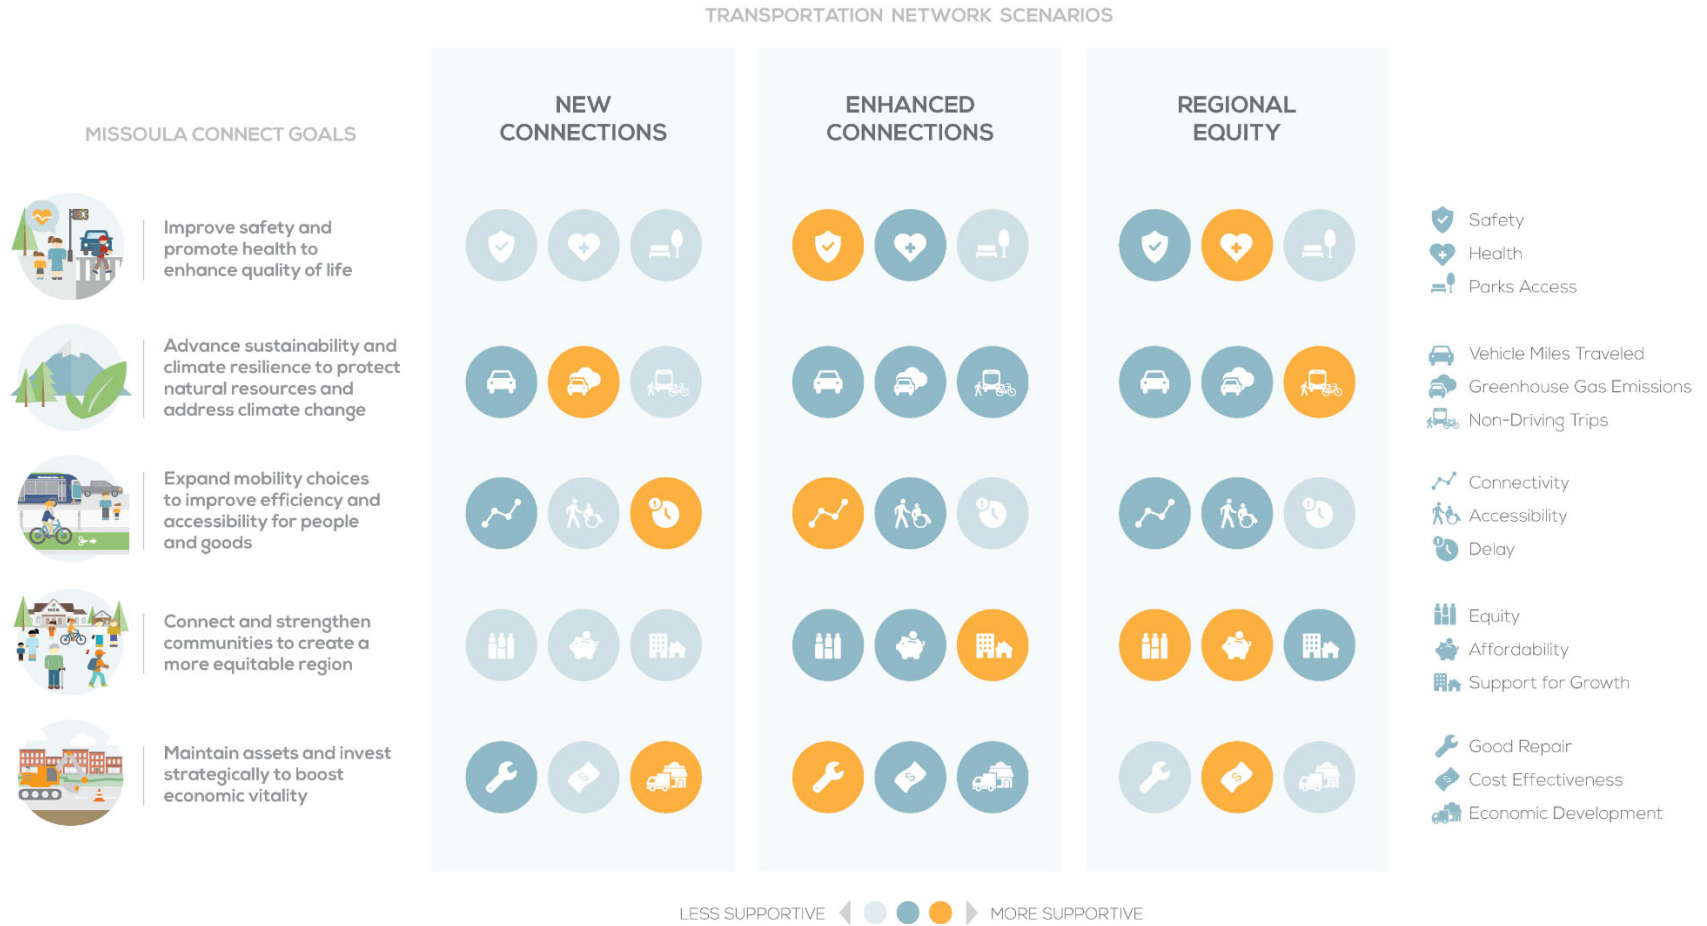 TRANSPORTATION NETWORK SCENARIOS
MISSOULA CONNECT GOALS
NEW
CONNECTIONS
ENHANCED
CONNECTIONS
REGIONAL
EQUITY
Improve safety and
promote health to
enhance quality of life
Safety
Health
Parks Access
Advance sustainability and
climate resilience to protect
natural resources and
address climate change
Vehicle Miles Traveled
Greenhouse Gas Emissions
Non-Driving Trips
Expand mobility choices
to improve efficiency and
accessibility for people
and goods
Connectivity
Accessibility
Delay
Connect and strengthen
communities to create a
more equitable region
Equity
Affordability
Support for Growth
Maintain assets and invest
strategically to boost
economic vitality
Good Repair
Cost Effectiveness
Economic Development
LESS SUPPORTIVE
MORE SUPPORTIVE